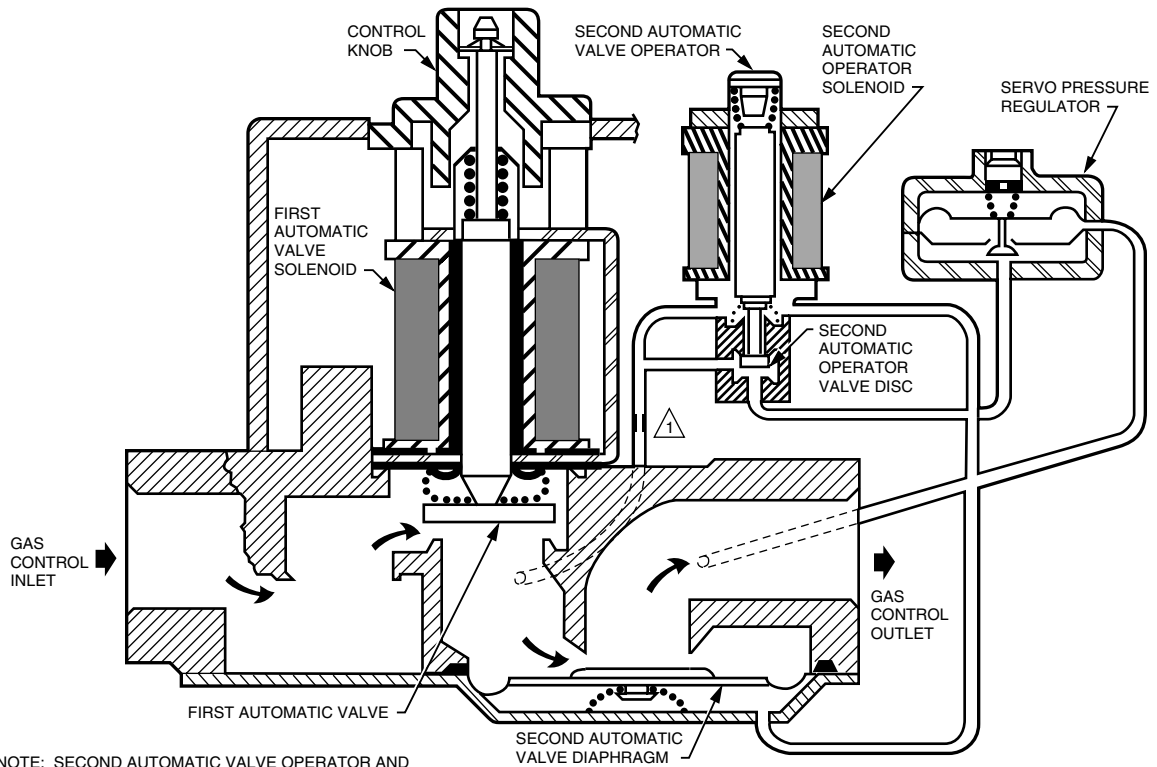 CONTROL
KNOB
SECOND AUTOMATIC
VALVE OPERATOR
SECOND
AUTOMATIC
OPERATOR
SOLENOID
SERVO PRESSURE
REGULATOR
FIRST
AUTOMATIC
VALVE
SOLENOID
SECOND
AUTOMATIC
OPERATOR
VALVE DISC
1
GAS
CONTROL
INLET
GAS
CONTROL
OUTLET
FIRST AUTOMATIC VALVE
SECOND AUTOMATIC
VALVE DIAPHRAGM
NOTE: SECOND AUTOMATIC VALVE OPERATOR AND